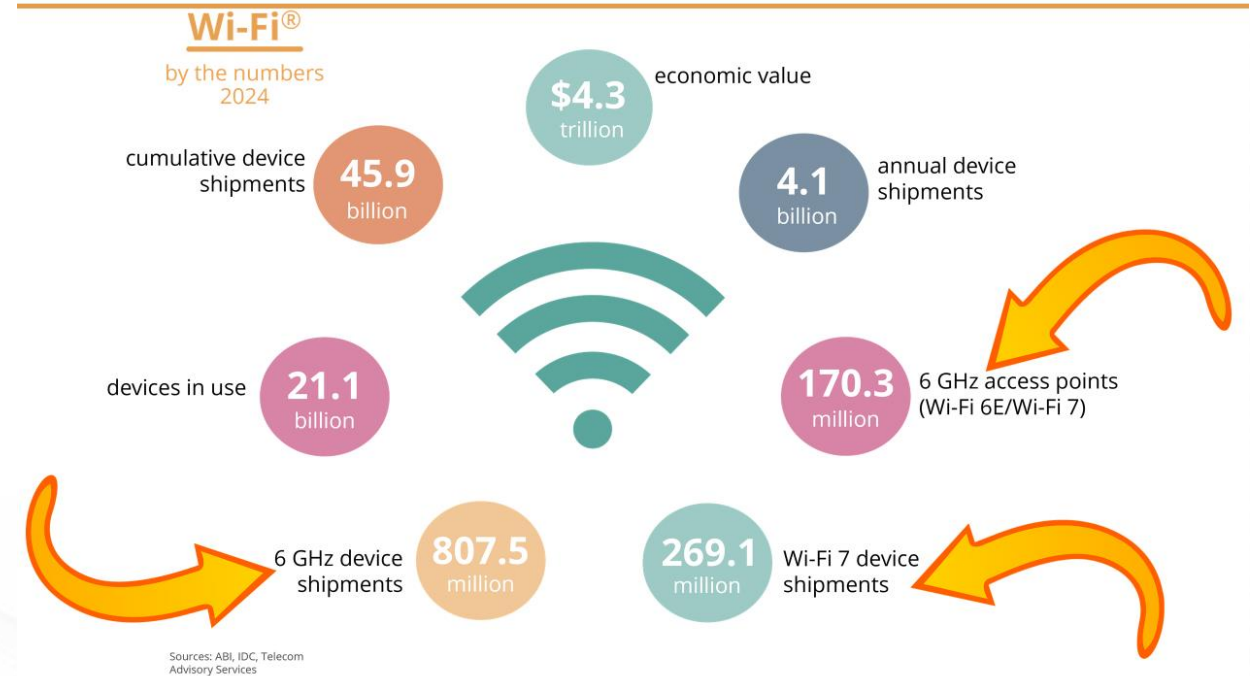 Wi-Fi®
by the numbers
2024
$4.3
trillion
economic value
cumulative device
shipments
45.9
billion
4.1
billion
annual device
shipments
devices in use
21.1
billion
170.3
million
6 GHz access points
(Wi-Fi 6E/Wi-Fi 7)
6 GHz device
shipments
807.5
million
269.1
million
Wi-Fi 7 device
shipments
Sources: ABI, IDC, Telecom
Advisory Services